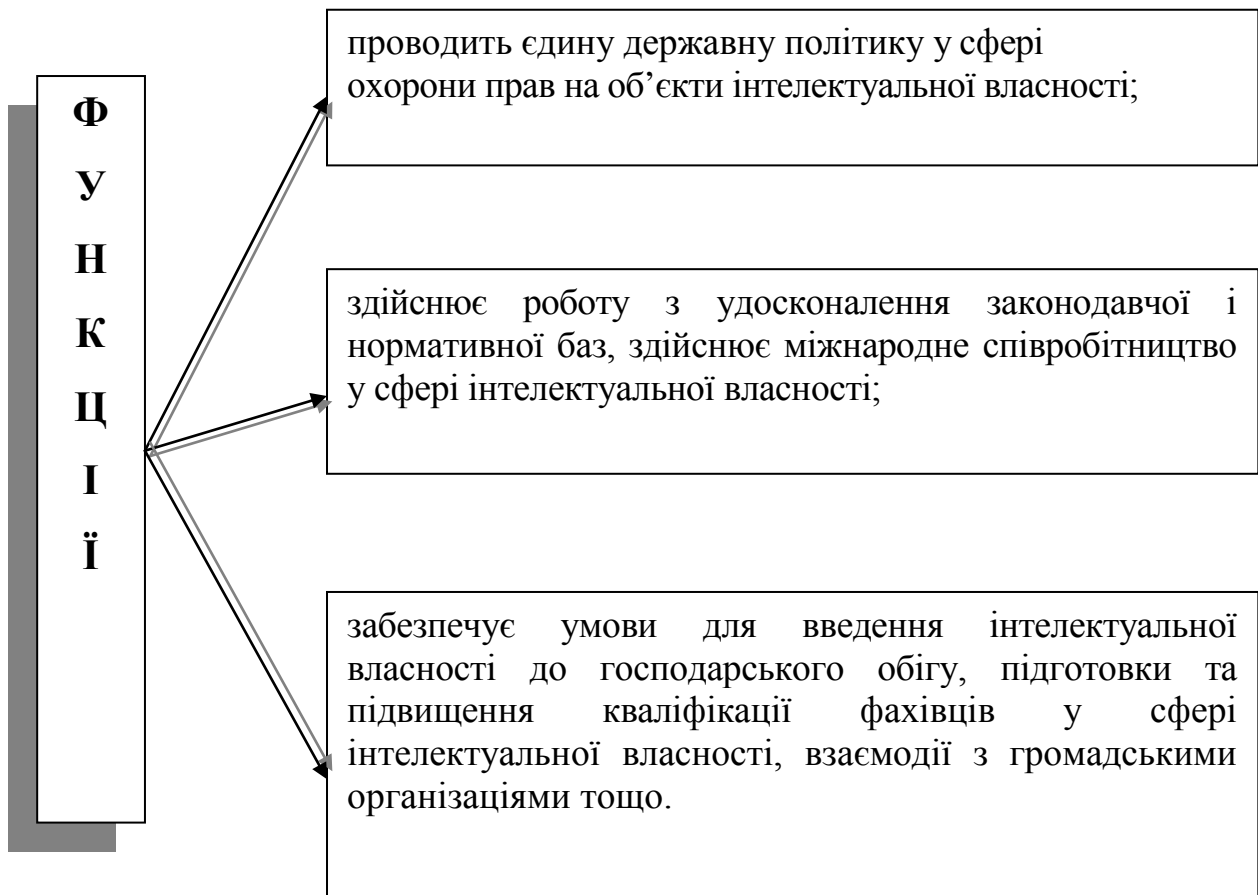 ФУНКЦІЇ
проводить єдину державну політику у сфері
охорони прав на об’єкти інтелектуальної власності;
здійснює роботу з удосконалення законодавчої і
нормативної баз, здійснює міжнародне співробітництво
у сфері інтелектуальної власності;
забезпечує умови для введення інтелектуальної
власності до господарського обігу, підготовки та
підвищення кваліфікації фахівців у сфері
інтелектуальної власності, взаємодії з громадськими
організаціями тощо.